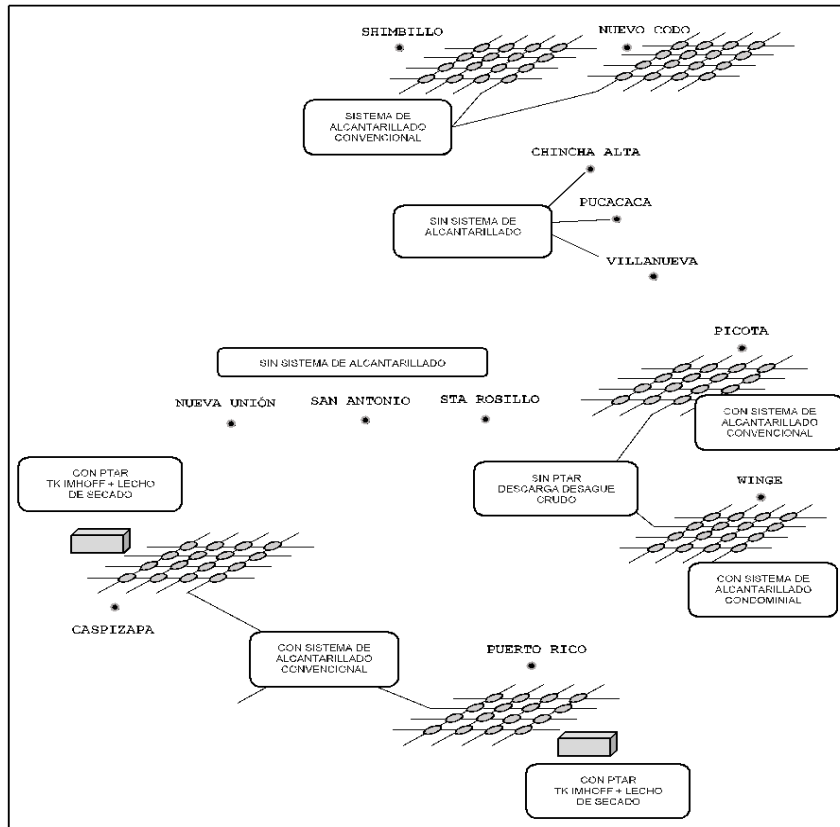 SHIMBILLO
NUEVO CODO
SISTEMA DE
ALCANTARILLADO
CONVENCIONAL
CHINCHA ALTA
PUCACACA
SIN SISTEMA DE
ALCANTARILLADO
VILLANUEVA
PICOTA
SIN SISTEMA DE ALCANTARILLADO
NUEVA UNIÓN
SAN ANTONIO
STA ROSILLO
CON SISTEMA DE
ALCANTARILLADO
CONVENCIONAL
CON PTAR
TK IMHOFF + LECHO
DE SECADO
SIN PTAR
DESCARGA DESAGUE
CRUDO
WINGE
CON SISTEMA DE
ALCANTARILLADO
CONDOMINIAL
CASPIZAPA
CON SISTEMA DE
ALCANTARILLADO
CONVENCIONAL
PUERTO RICO
CON PTAR
TK IMHOFF + LECHO
DE SECADO